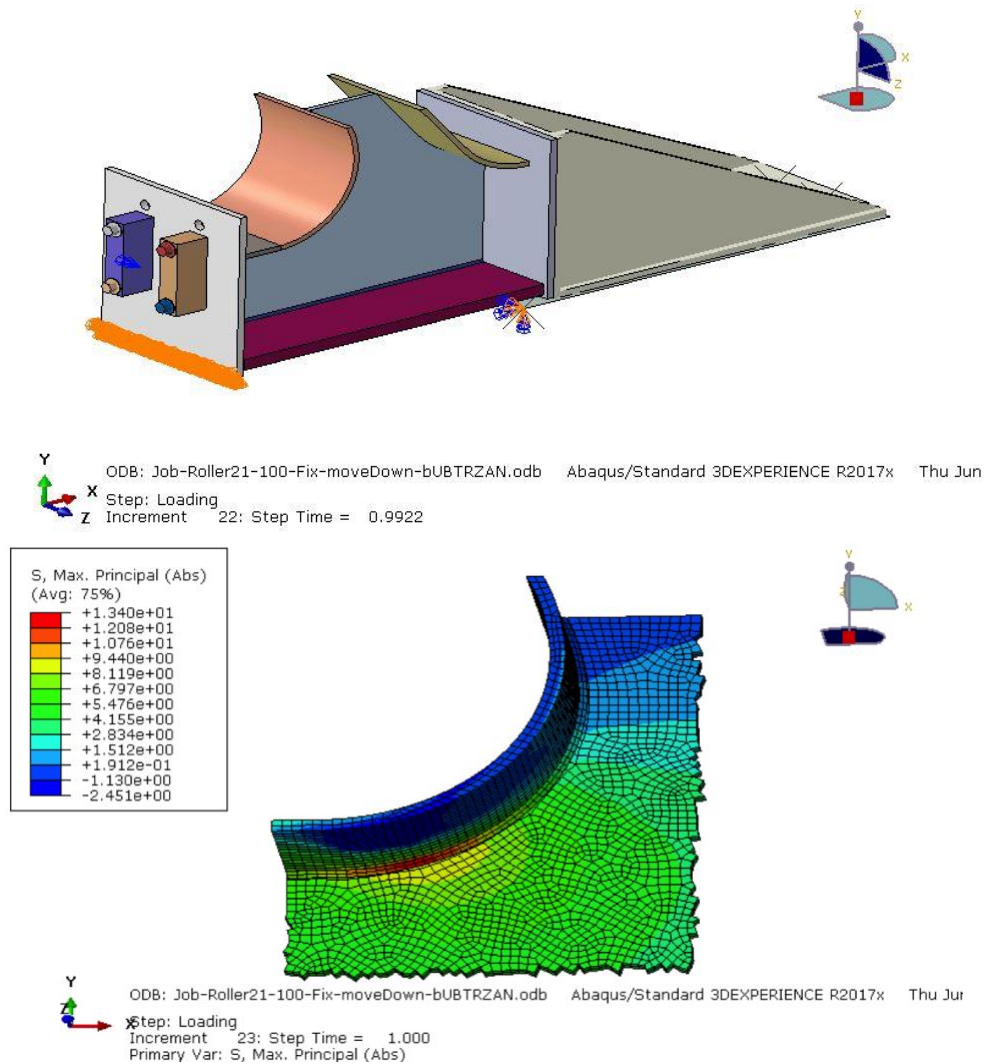 Y
X
Z
Y
X
Z
ODB: Job-Roller21-100-Fix-moveDown-bUBTRZAN.odb Abaqus/Standard 3DEXPERIENCE R2017x Thu Jun
Step: Loading
Increment 22: Step Time = 0.9922
S, Max. Principal (Abs)
(Avg: 75%)
+1.340e+01
+1.208e+01
+1.076e+01
+9.440e+00
+8.119e+00
+6.797e+00
+5.476e+00
+4.155e+00
+2.834e+00
+1.512e+00
+1.912e-01
-1.130e+00
-2.451e+00
Y
Z
X
Y
Z
X
ODB: Job-Roller21-100-Fix-moveDown-bUBTRZAN.odb Abaqus/Standard 3DEXPERIENCE R2017x Thu Jun
Step: Loading
Increment 23: Step Time = 1.000
Primary Var: S, Max. Principal (Abs)